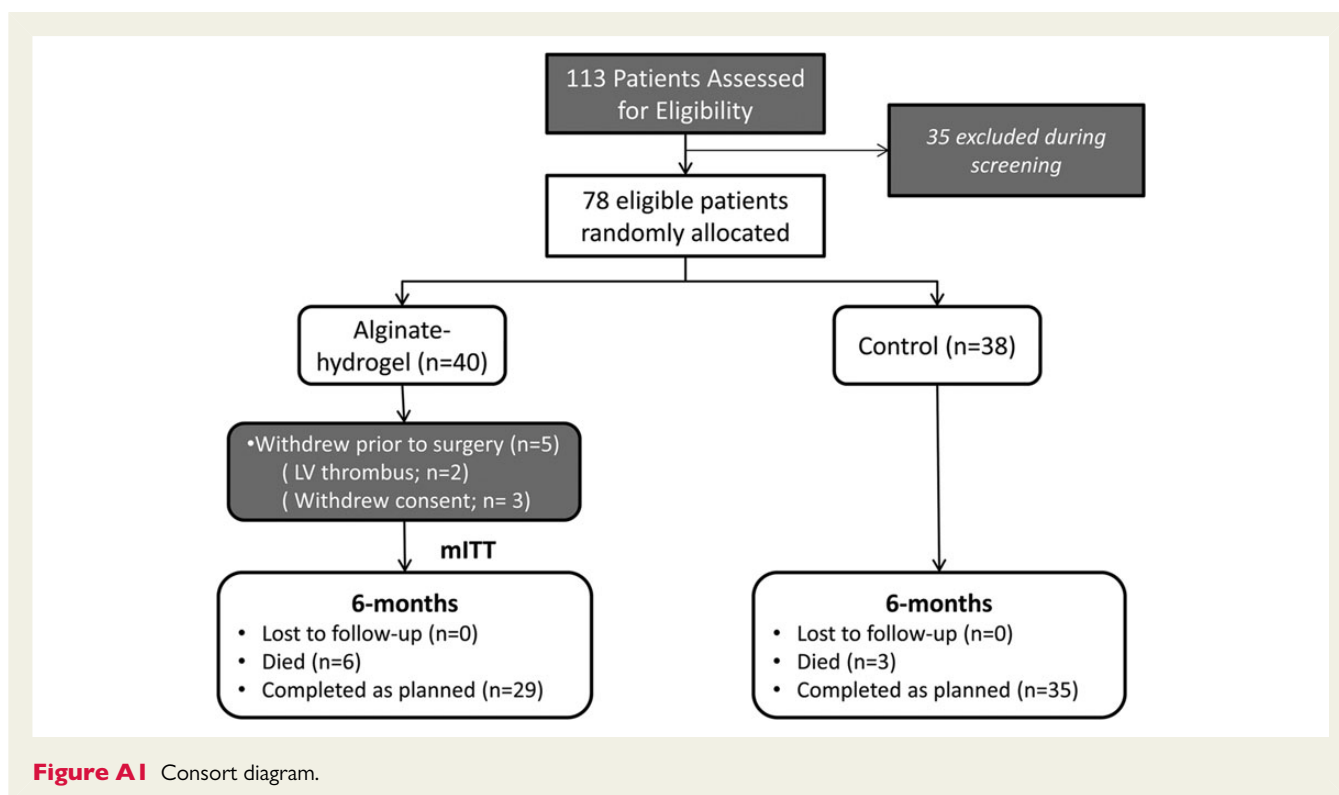 113 Patients Assessed
for Eligibility
35 excluded during
screening
78 eligible patients
randomly allocated
Alginate-
hydrogel (n=40)
Control (n=38)
•Withdrew prior to surgery (n=5)
( LV thrombus; n=2)
( Withdrew consent; n= 3)
mITT
6-months
• Lost to follow-up (n=0)
• Died (n=6)
• Completed as planned (n=29)
6-months
• Lost to follow-up (n=0)
• Died (n=3)
• Completed as planned (n=35)
Figure A1 Consort diagram.